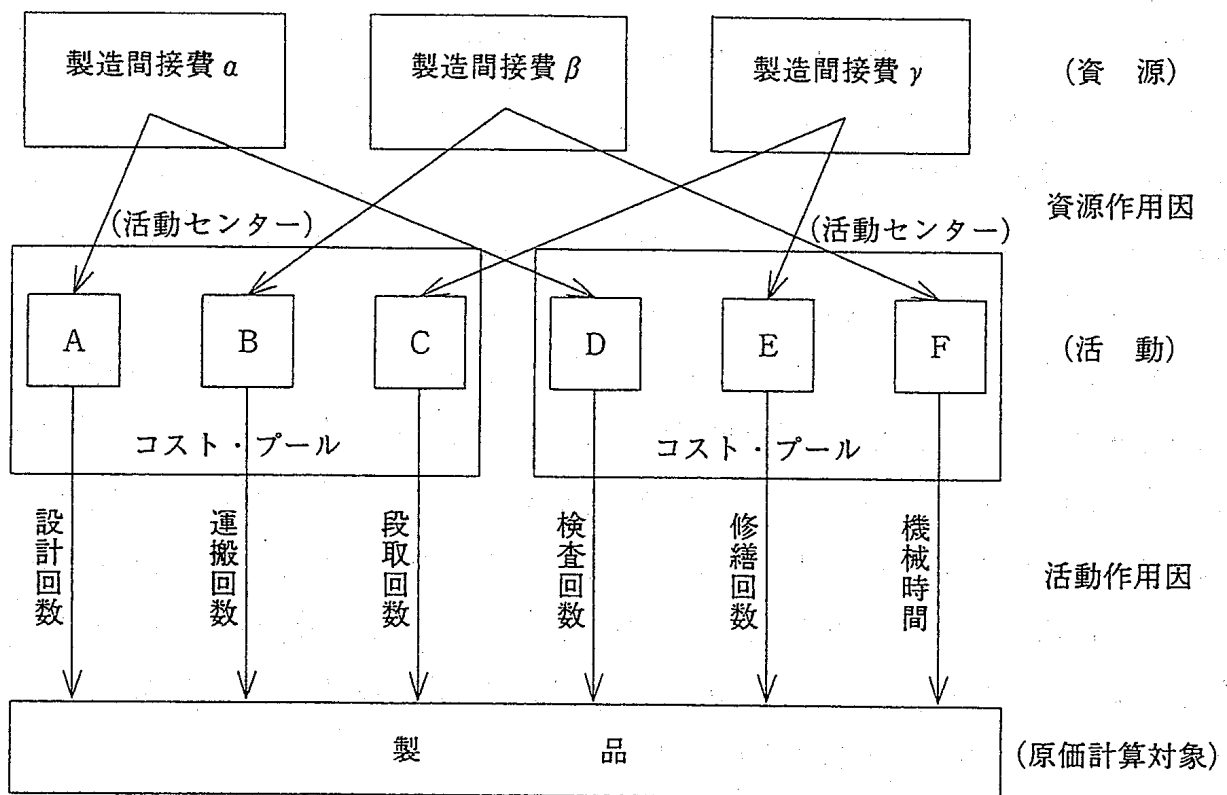 製造間接費α
製造間接費β
製造間接費γ
(資 源)
資源作用因
(活動センター)
(活動センター)
A
B
C
D
E
F
(活 動)
コスト・プール
コスト・プール
設計回数
運搬回数
段取回数
検査回数
修繕回数
機械時間
活動作用因
製 品
(原価計算対象)